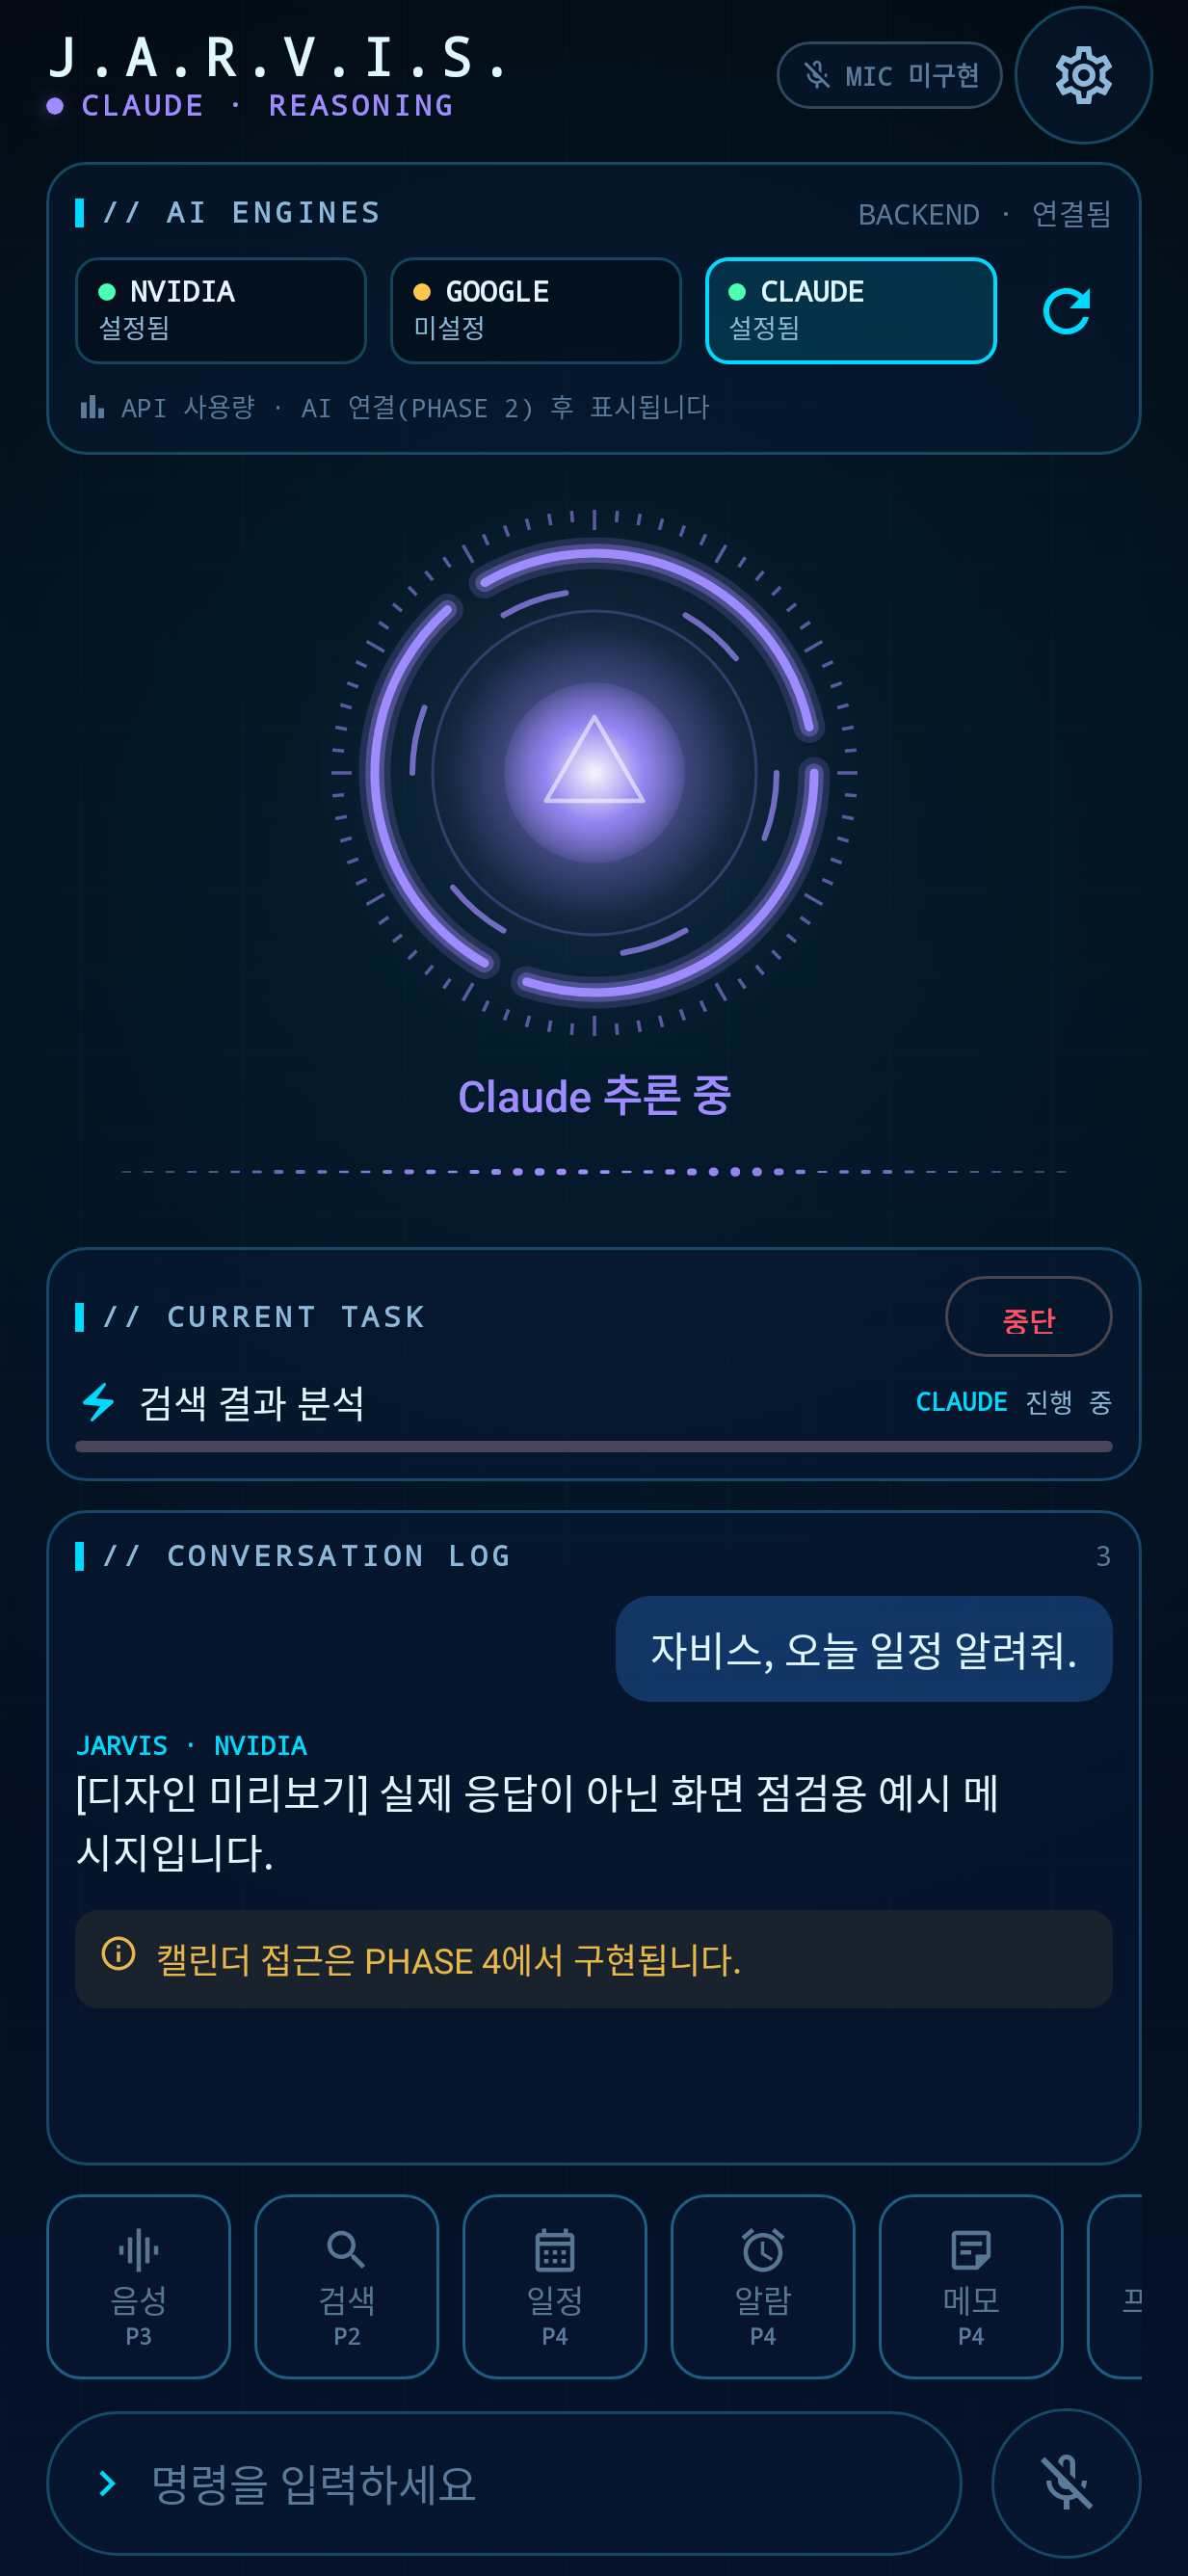 J.A.R.V.I.S.
CLAUDE · REASONING
MIC 미구현
// AI ENGINES
BACKEND · 연결됨
NVIDIA
설정됨
GOOGLE
미설정
CLAUDE
설정됨
API 사용량 · AI 연결(PHASE 2) 후 표시됩니다
Claude 추론 중
// CURRENT TASK
중단
검색 결과 분석
CLAUDE 진행 중
// CONVERSATION LOG
3
자비스, 오늘 일정 알려줘.
JARVIS · NVIDIA
[디자인 미리보기] 실제 응답이 아닌 화면 점검용 예시 메
시지입니다.
캘린더 접근은 PHASE 4에서 구현됩니다.
음성
P3
검색
P2
일정
P4
알람
P4
메모
P4
명령을 입력하세요